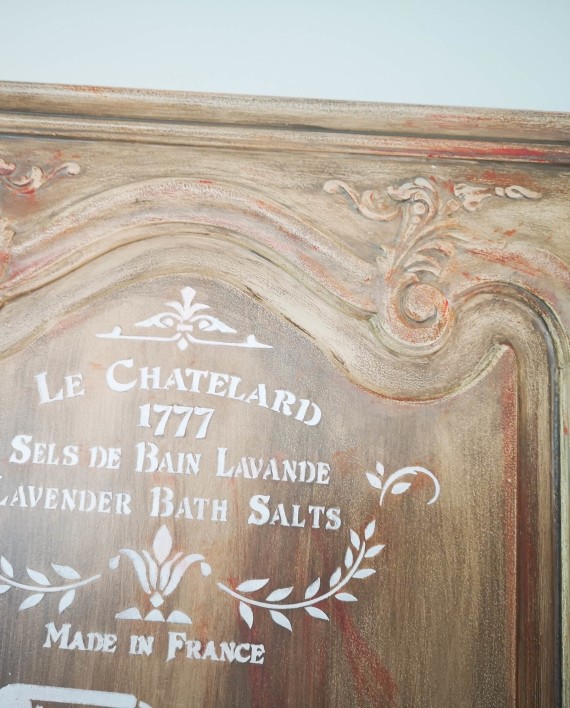 Le Chatelard
1777
Sels de Bain Lavande
Lavender Bath Salts
Made in France